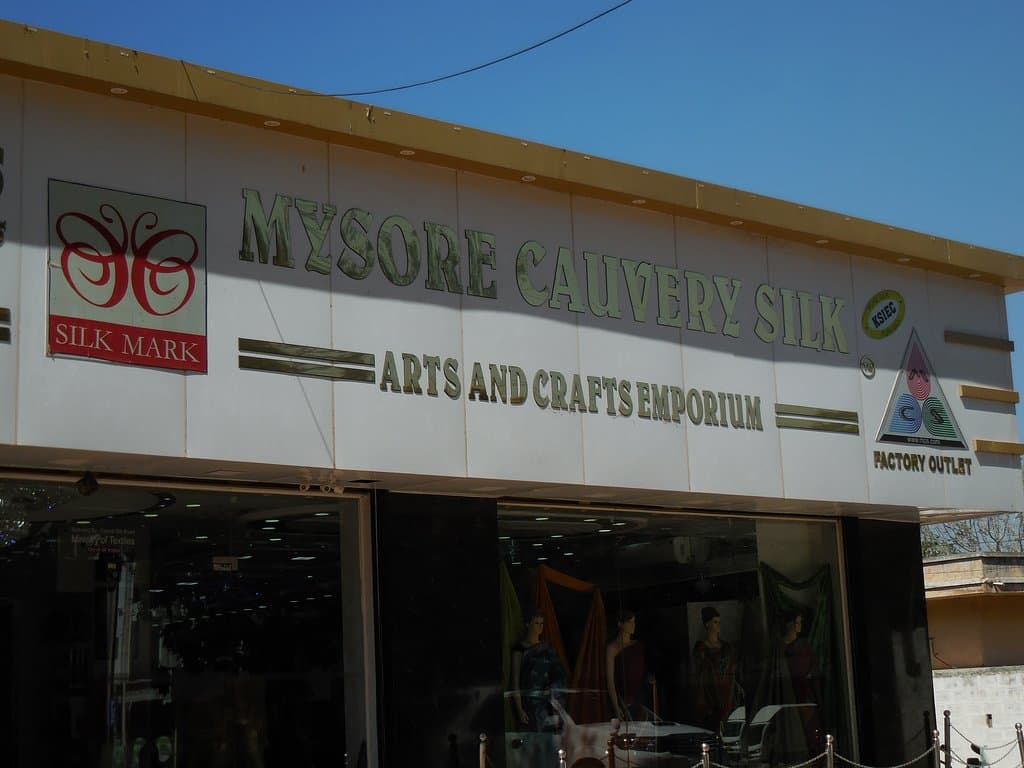 SILK MARK
MYSORE CAUVERY SILK
ARTS AND CRAFTS EMPORIUM
KSIEC
M
C S
FACTORY OUTLET